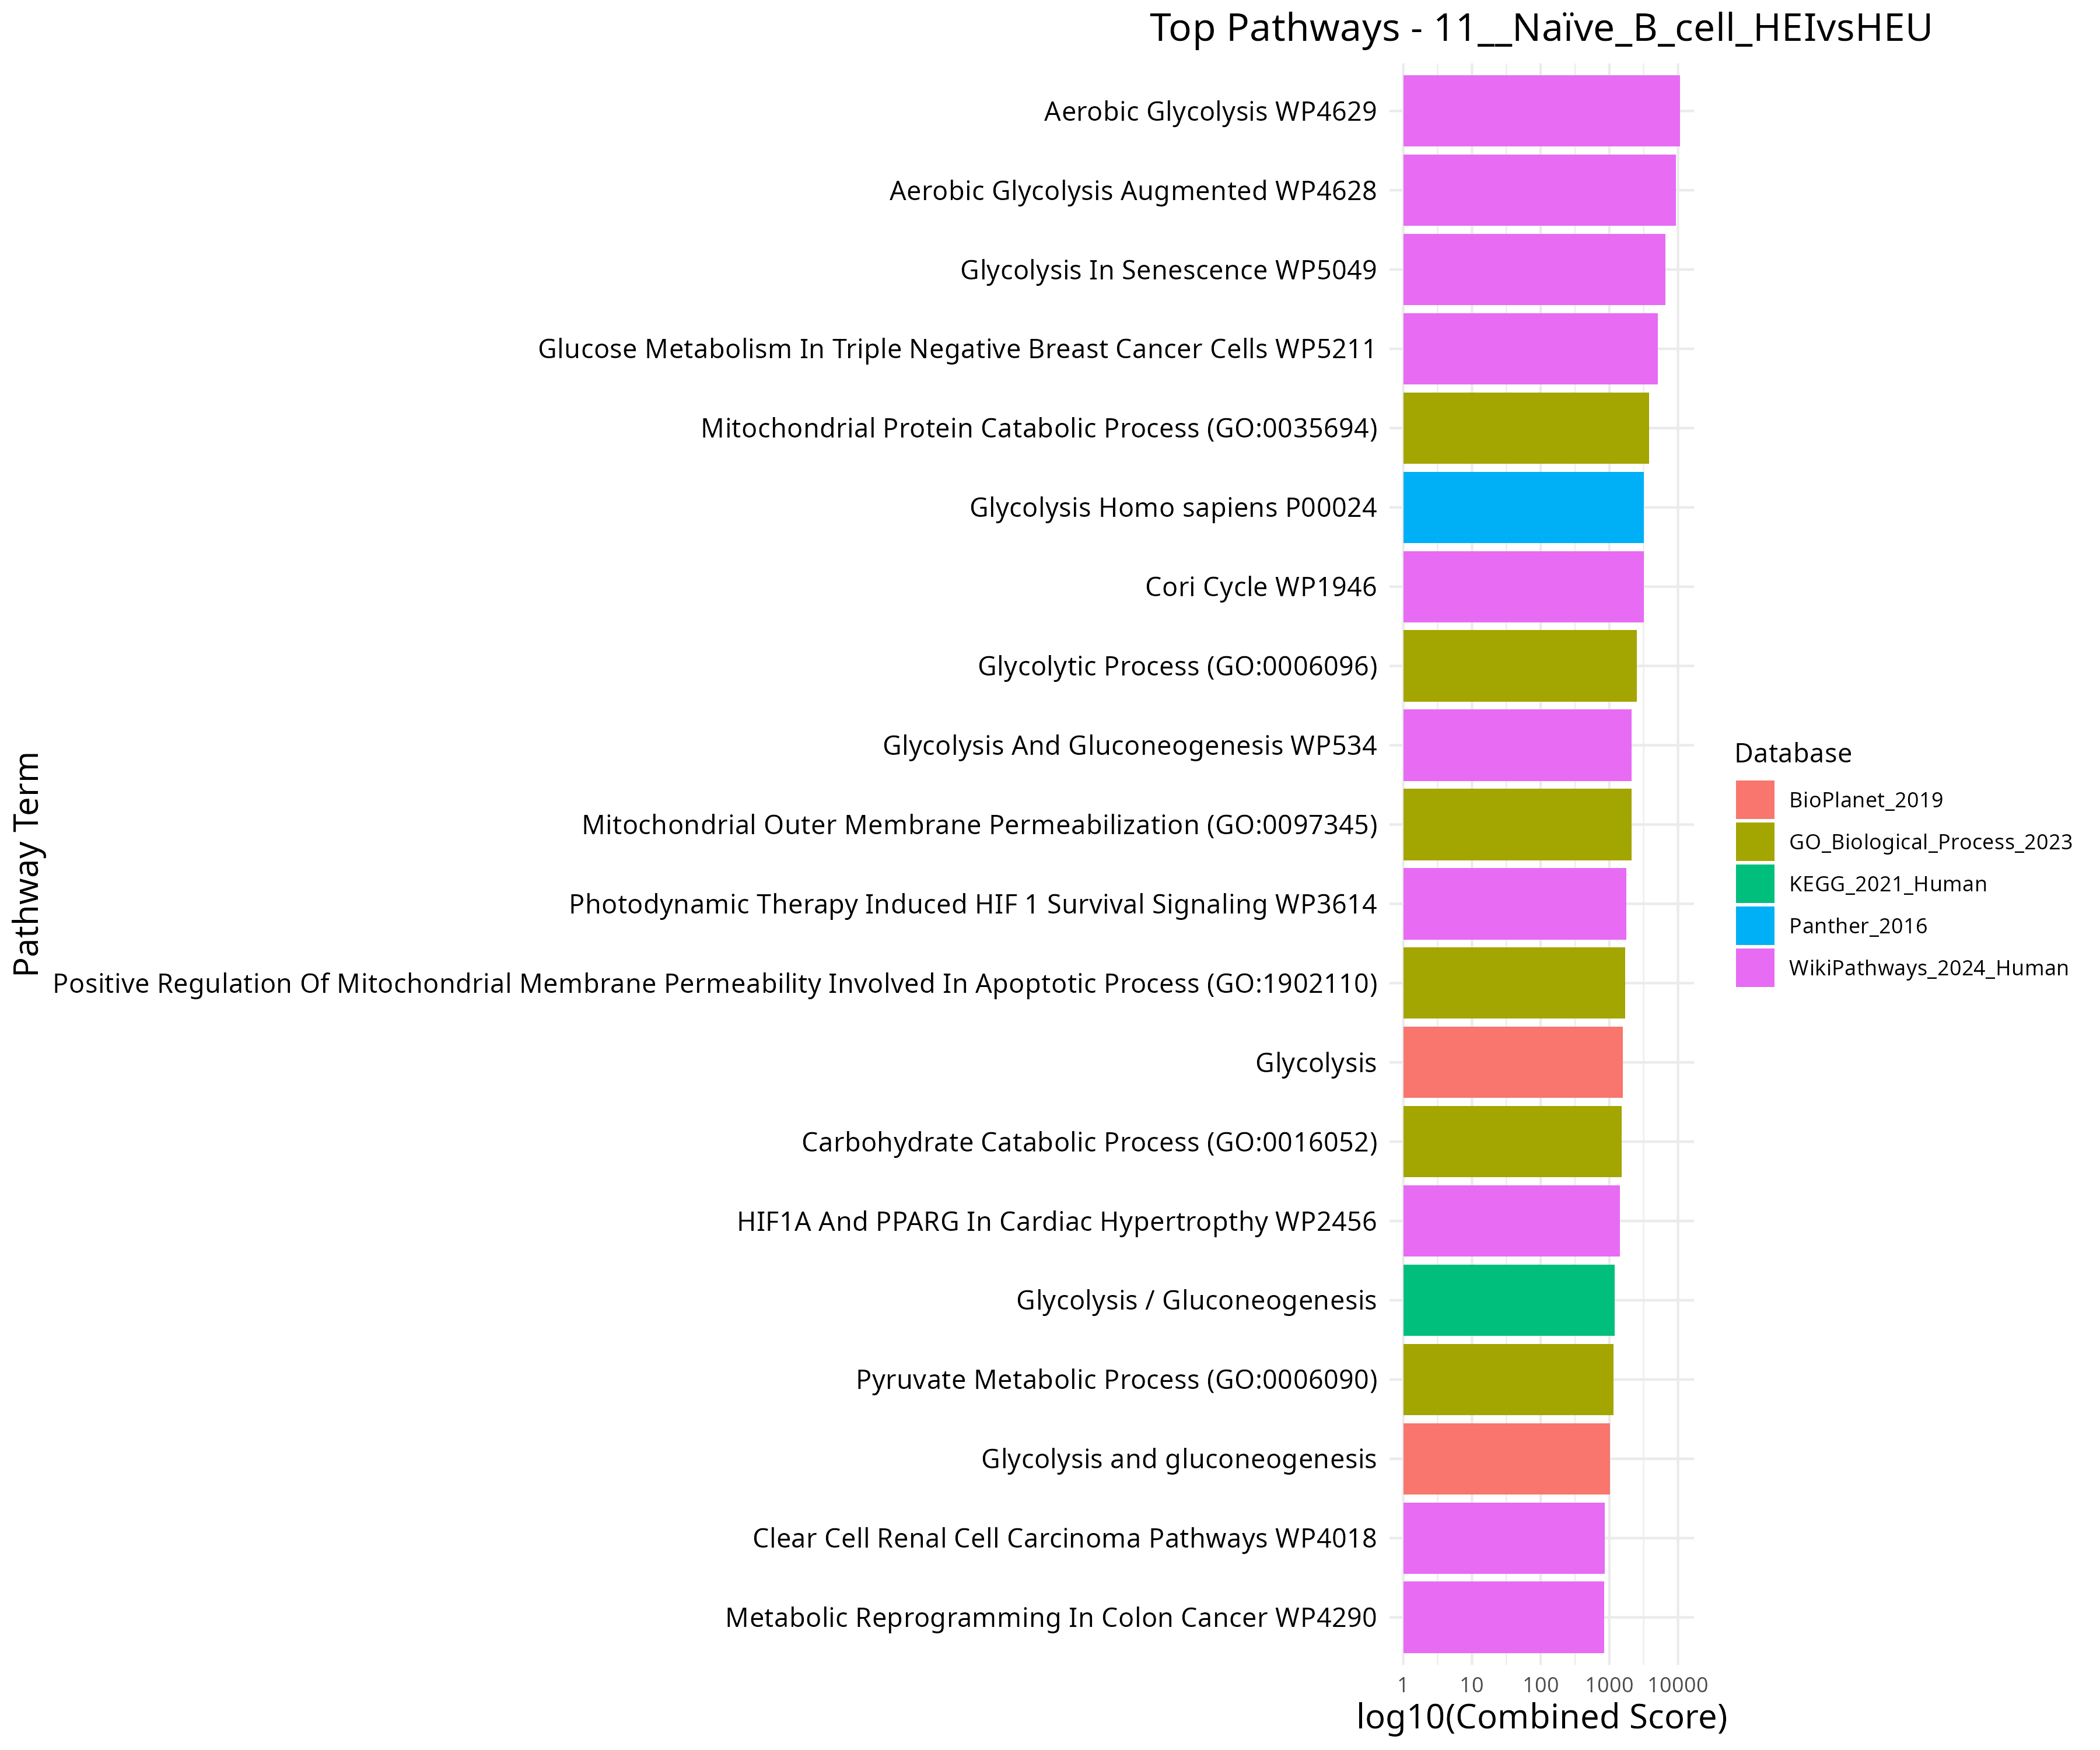 Top Pathways - 11__Naïve_B_cell_HEIvsHEU
Pathway Term
Aerobic Glycolysis WP4629
Aerobic Glycolysis Augmented WP4628
Glycolysis In Senescence WP5049
Glucose Metabolism In Triple Negative Breast Cancer Cells WP5211
Mitochondrial Protein Catabolic Process (GO:0035694)
Glycolysis Homo sapiens P00024
Cori Cycle WP1946
Glycolytic Process (GO:0006096)
Glycolysis And Gluconeogenesis WP534
Mitochondrial Outer Membrane Permeabilization (GO:0097345)
Photodynamic Therapy Induced HIF 1 Survival Signaling WP3614
Positive Regulation Of Mitochondrial Membrane Permeability Involved In Apoptotic Process (GO:1902110)
Glycolysis
Carbohydrate Catabolic Process (GO:0016052)
HIF1A And PPARG In Cardiac Hypertropthy WP2456
Glycolysis / Gluconeogenesis
Pyruvate Metabolic Process (GO:0006090)
Glycolysis and gluconeogenesis
Clear Cell Renal Cell Carcinoma Pathways WP4018
Metabolic Reprogramming In Colon Cancer WP4290
1 10 100 1000 10000
log10(Combined Score)
Database
BioPlanet_2019
GO_Biological_Process_2023
KEGG_2021_Human
Panther_2016
WikiPathways_2024_Human